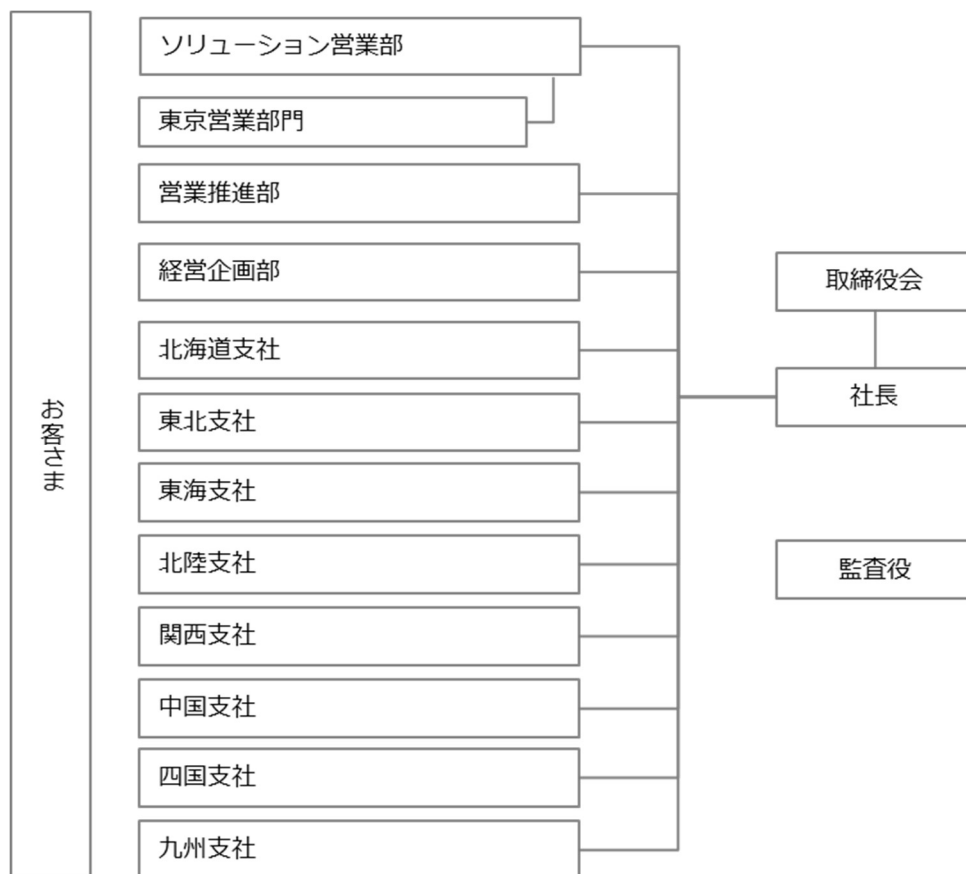 お客さま
ソリューション営業部
東京営業部門
営業推進部
経営企画部
北海道支社
東北支社
東海支社
北陸支社
関西支社
中国支社
四国支社
九州支社
取締役会
社長
監査役